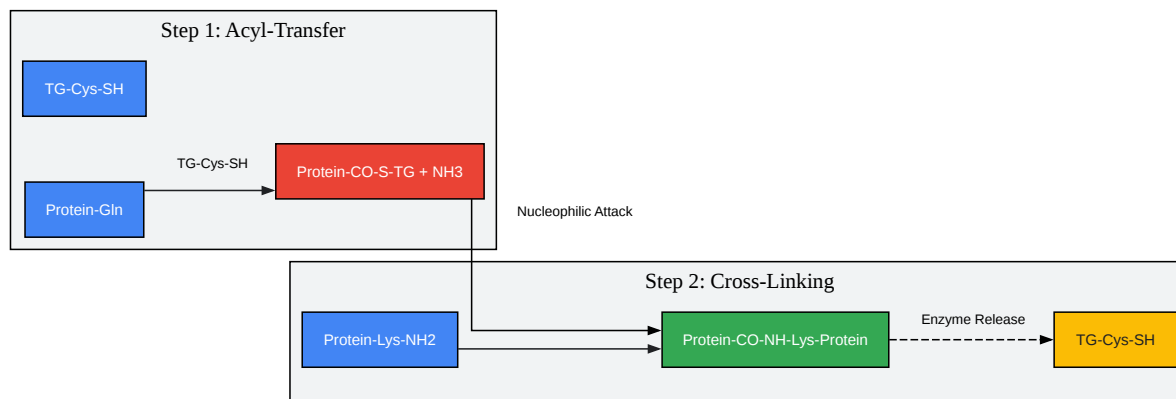 Step 1: Acyl-Transfer
TG-Cys-SH
TG-Cys-SH
Protein-CO-S-TG + NH3
Protein-Gln
Nucleophilic Attack
Step 2: Cross-Linking
Protein-Lys-NH2
Protein-CO-NH-Lys-Protein
Enzyme Release
TG-Cys-SH